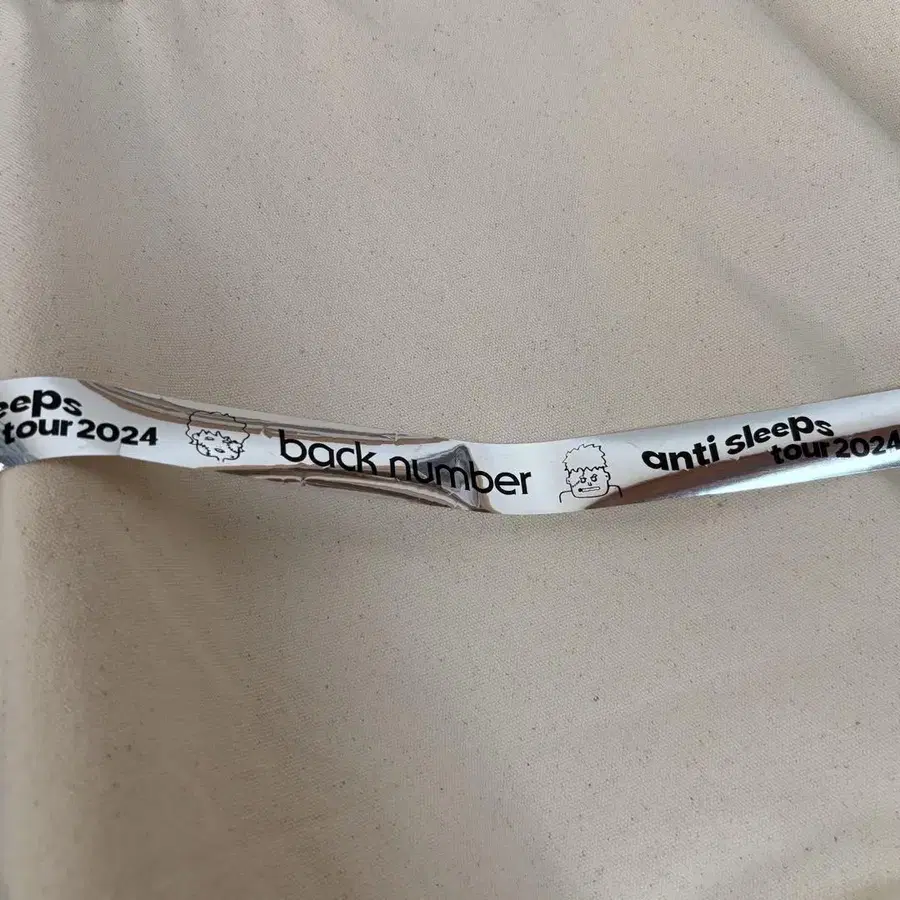 eeps
tour 2024
back number
anti sleeps
tour 2024